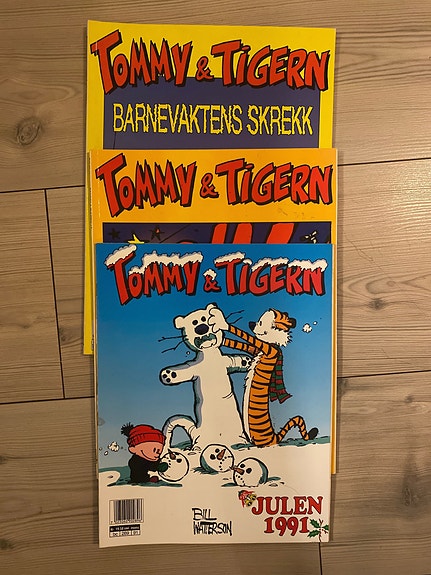 TOMMY & TIGERN
BARNEVAKTENS SKREKK
TOMMY & TIGERN
TOMMY & TIGERN
BILL
WATTERSON
JULEN
1991